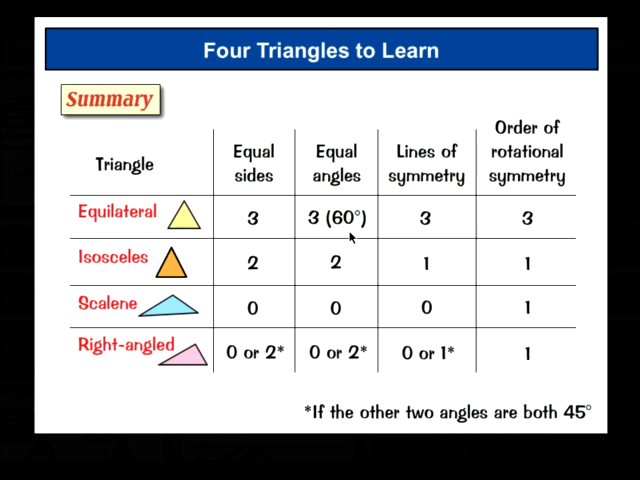 Four Triangles to Learn
Summary
Triangle Equal sides Equal angles Lines of symmetry Order of rotational symmetry
Equilateral 3 3 (60°) 3 3
Isosceles 2 2 1 1
Scalene 0 0 0 1
Right-angled 0 or 2* 0 or 2* 0 or 1* 1
*If the other two angles are both 45°